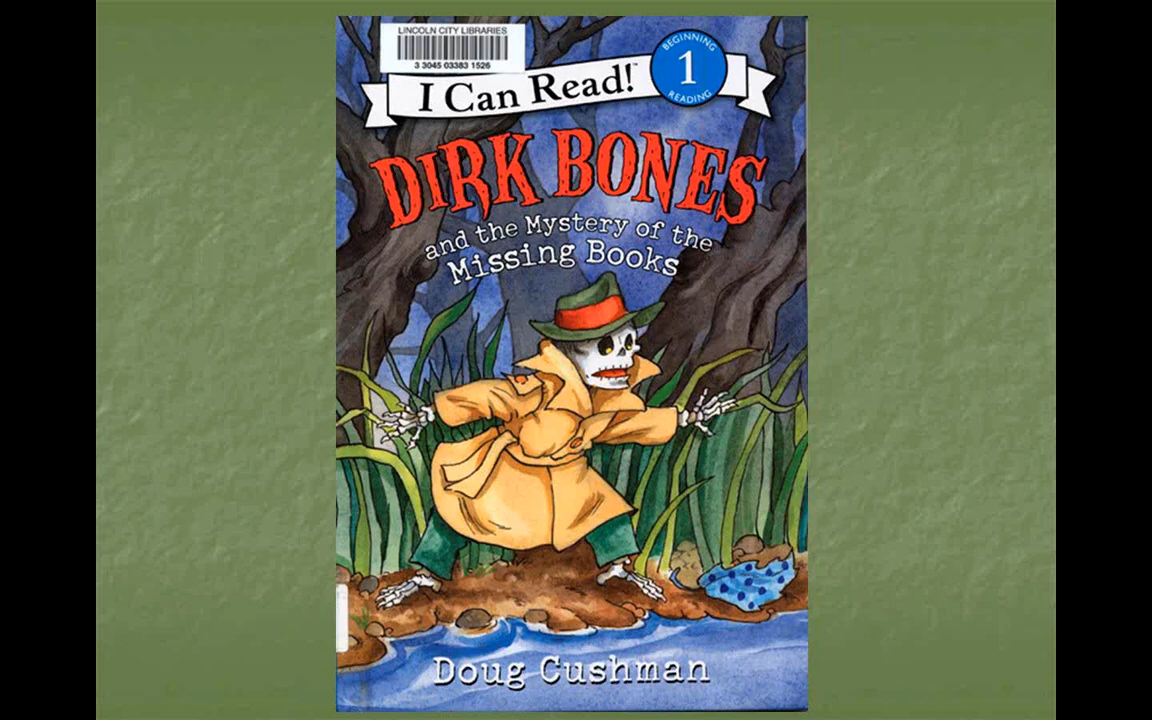 LINCOLN CITY LIBRARIES
3 3045 03383 1526
I Can Read!™
BEGINNING
1
READING
DIRK BONES
and the Mystery of the
Missing Books
Doug Cushman